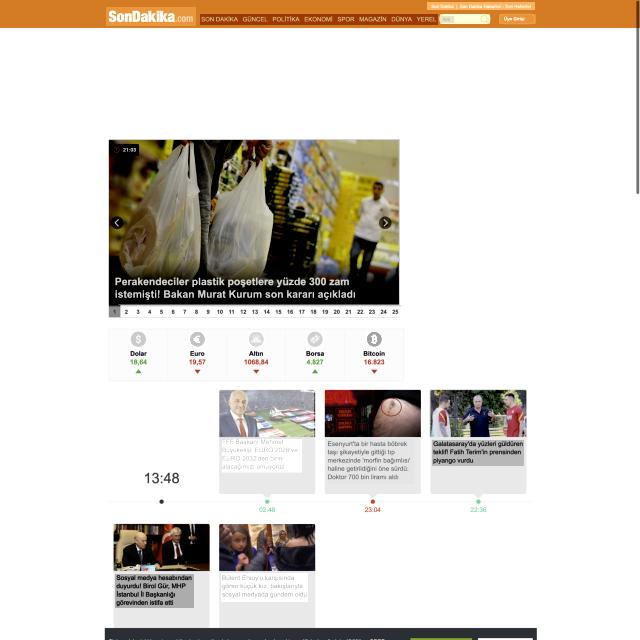 Son Dakika | Son Dakika Haberleri - Son Haberler
SonDakika.com
SON DAKİKA GÜNCEL POLİTİKA EKONOMİ SPOR MAGAZİN DÜNYA YEREL
Ara
Üye Girişi
21:03
Perakendeciler plastik poşetlere yüzde 300 zam
istemişti! Bakan Murat Kurum son kararı açıkladı
1 2 3 4 5 6 7 8 9 10 11 12 13 14 15 16 17 18 19 20 21 22 23 24 25
Dolar Euro Altın Borsa Bitcoin
18,64 19,57 1068,84 4.827 16.823
TFF Başkanı Mehmet
Büyükekşi: EURO 2028 ve
EURO 2032'den birini
alacağımızı umuyoruz
Esenyurt'ta bir hasta böbrek
taşı şikayetiyle gittiği tıp
merkezinde 'morfin bağımlısı'
haline getirildiğini öne sürdü:
Doktor 700 bin liramı aldı
Galatasaray'da yüzleri güldüren
teklif! Fatih Terim'in prensinden
piyango vurdu
13:48
02:48
23:04
22:36
Sosyal medya hesabından
duyurdu! Birol Gür, MHP
İstanbul İl Başkanlığı
görevinden istifa etti
Bülent Ersoy'u karşısında
gören küçük kız, bakışlarıyla
sosyal medyada gündem oldu